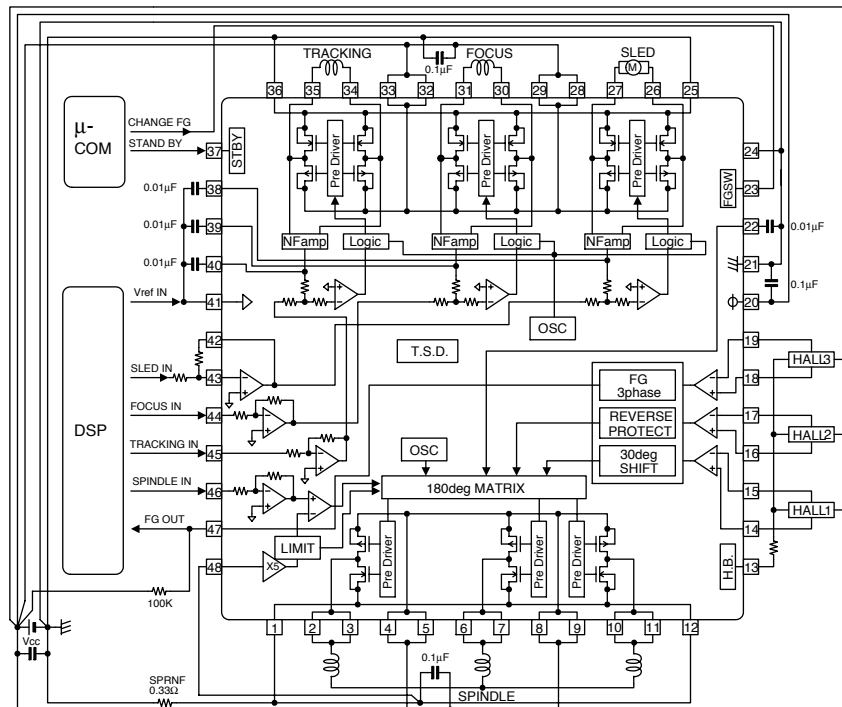 TRACKING
FOCUS
SLED
0.1μF
M
36 35 34 33 32 31 30 29 28 27 26 25
μ-COM
CHANGE FG
STAND BY
37
STBY
Pre Driver
Pre Driver
Pre Driver
24
FGSW
23
0.01μF
38
22
0.01μF
0.01μF
39
NFamp
Logic
NFamp
Logic
NFamp
Logic
21
0.01μF
40
0.1μF
Vref IN
41
20
OSC
DSP
42
T.S.D.
19
SLED IN
43
FG 3phase
18
HALL3
FOCUS IN
44
REVERSE PROTECT
17
HALL2
TRACKING IN
45
OSC
16
30deg SHIFT
SPINDLE IN
46
180deg MATRIX
15
HALL1
FG OUT
47
14
LIMIT
Pre Driver
Pre Driver
Pre Driver
48
X5
H.B.
13
100K
1 2 3 4 5 6 7 8 9 10 11 12
Vcc
0.1μF
SPRNF
0.33Ω
SPINDLE